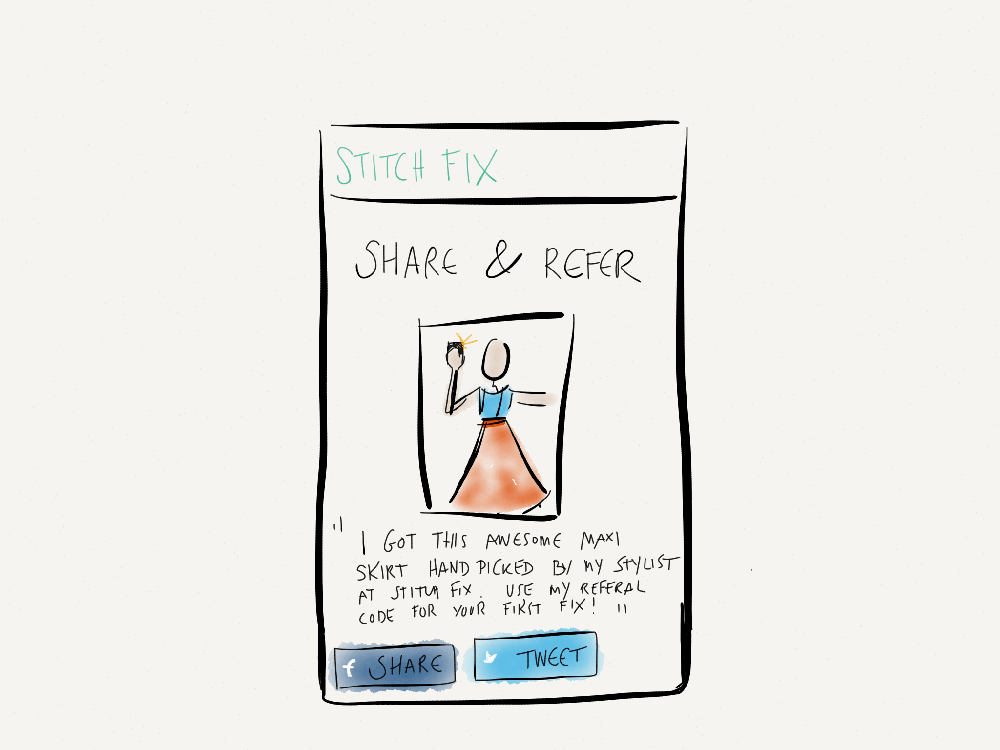 STITCH FIX
SHARE & REFER
" I GOT THIS AWESOME MAXI
SKIRT HAND PICKED BY MY STYLIST
AT STITCH FIX. USE MY REFERAL
CODE FOR YOUR FIRST FIX! "
f SHARE
TWEET